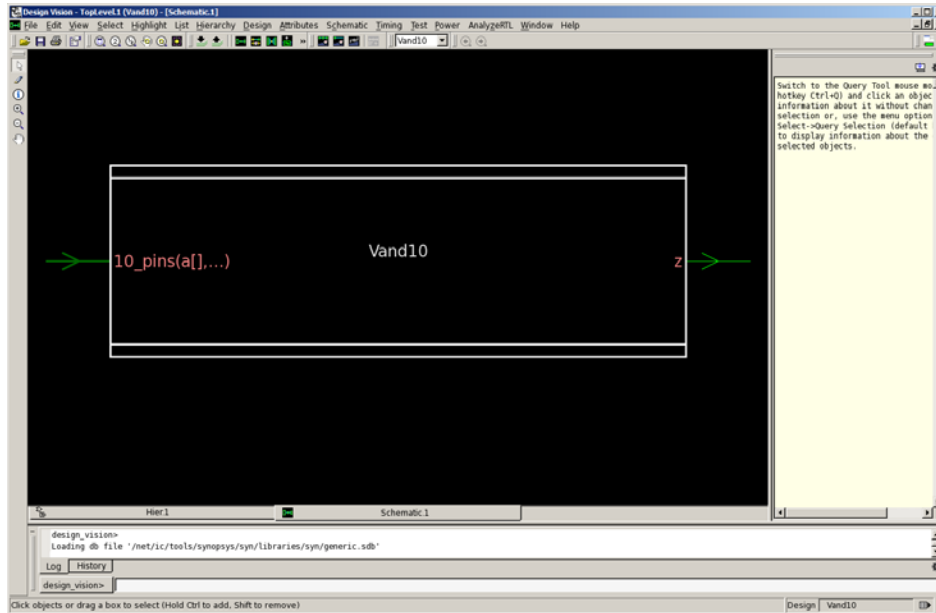 Design Vision - TopLevel.1 (Vand10) - [Schematic.1]
File Edit View Select Highlight List Hierarchy Design Attributes Schematic Timing Test Power AnalyzeRTL Window Help
Vand10
Switch to the Query Tool mouse mo
hotkey Ctrl+Q) and click an objec
information about it without chan
selection or, use the menu option
Select->Query Selection (default
to display information about the
selected objects.
Vand10
10_pins(a[],...)
z
Hier.1
Schematic.1
design_vision>
Loading db file '/net/ic/tools/synopsys/syn/libraries/syn/generic.sdb'
Log History
design_vision>
Click objects or drag a box to select (Hold Ctrl to add, Shift to remove)
Design Vand10